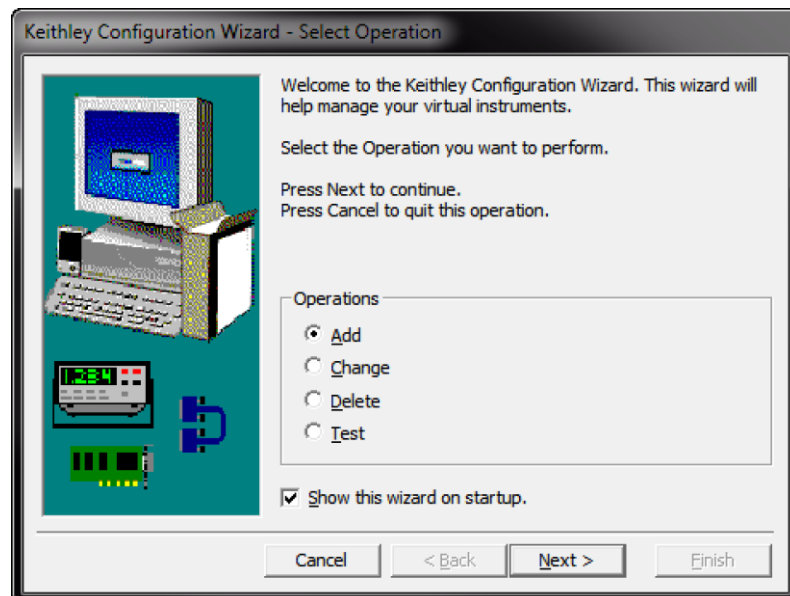 Keithley Configuration Wizard - Select Operation
Welcome to the Keithley Configuration Wizard. This wizard will
help manage your virtual instruments.
Select the Operation you want to perform.
Press Next to continue.
Press Cancel to quit this operation.
Operations
Add
Change
Delete
Test
1.234
Show this wizard on startup.
Cancel
< Back
Next >
Finish